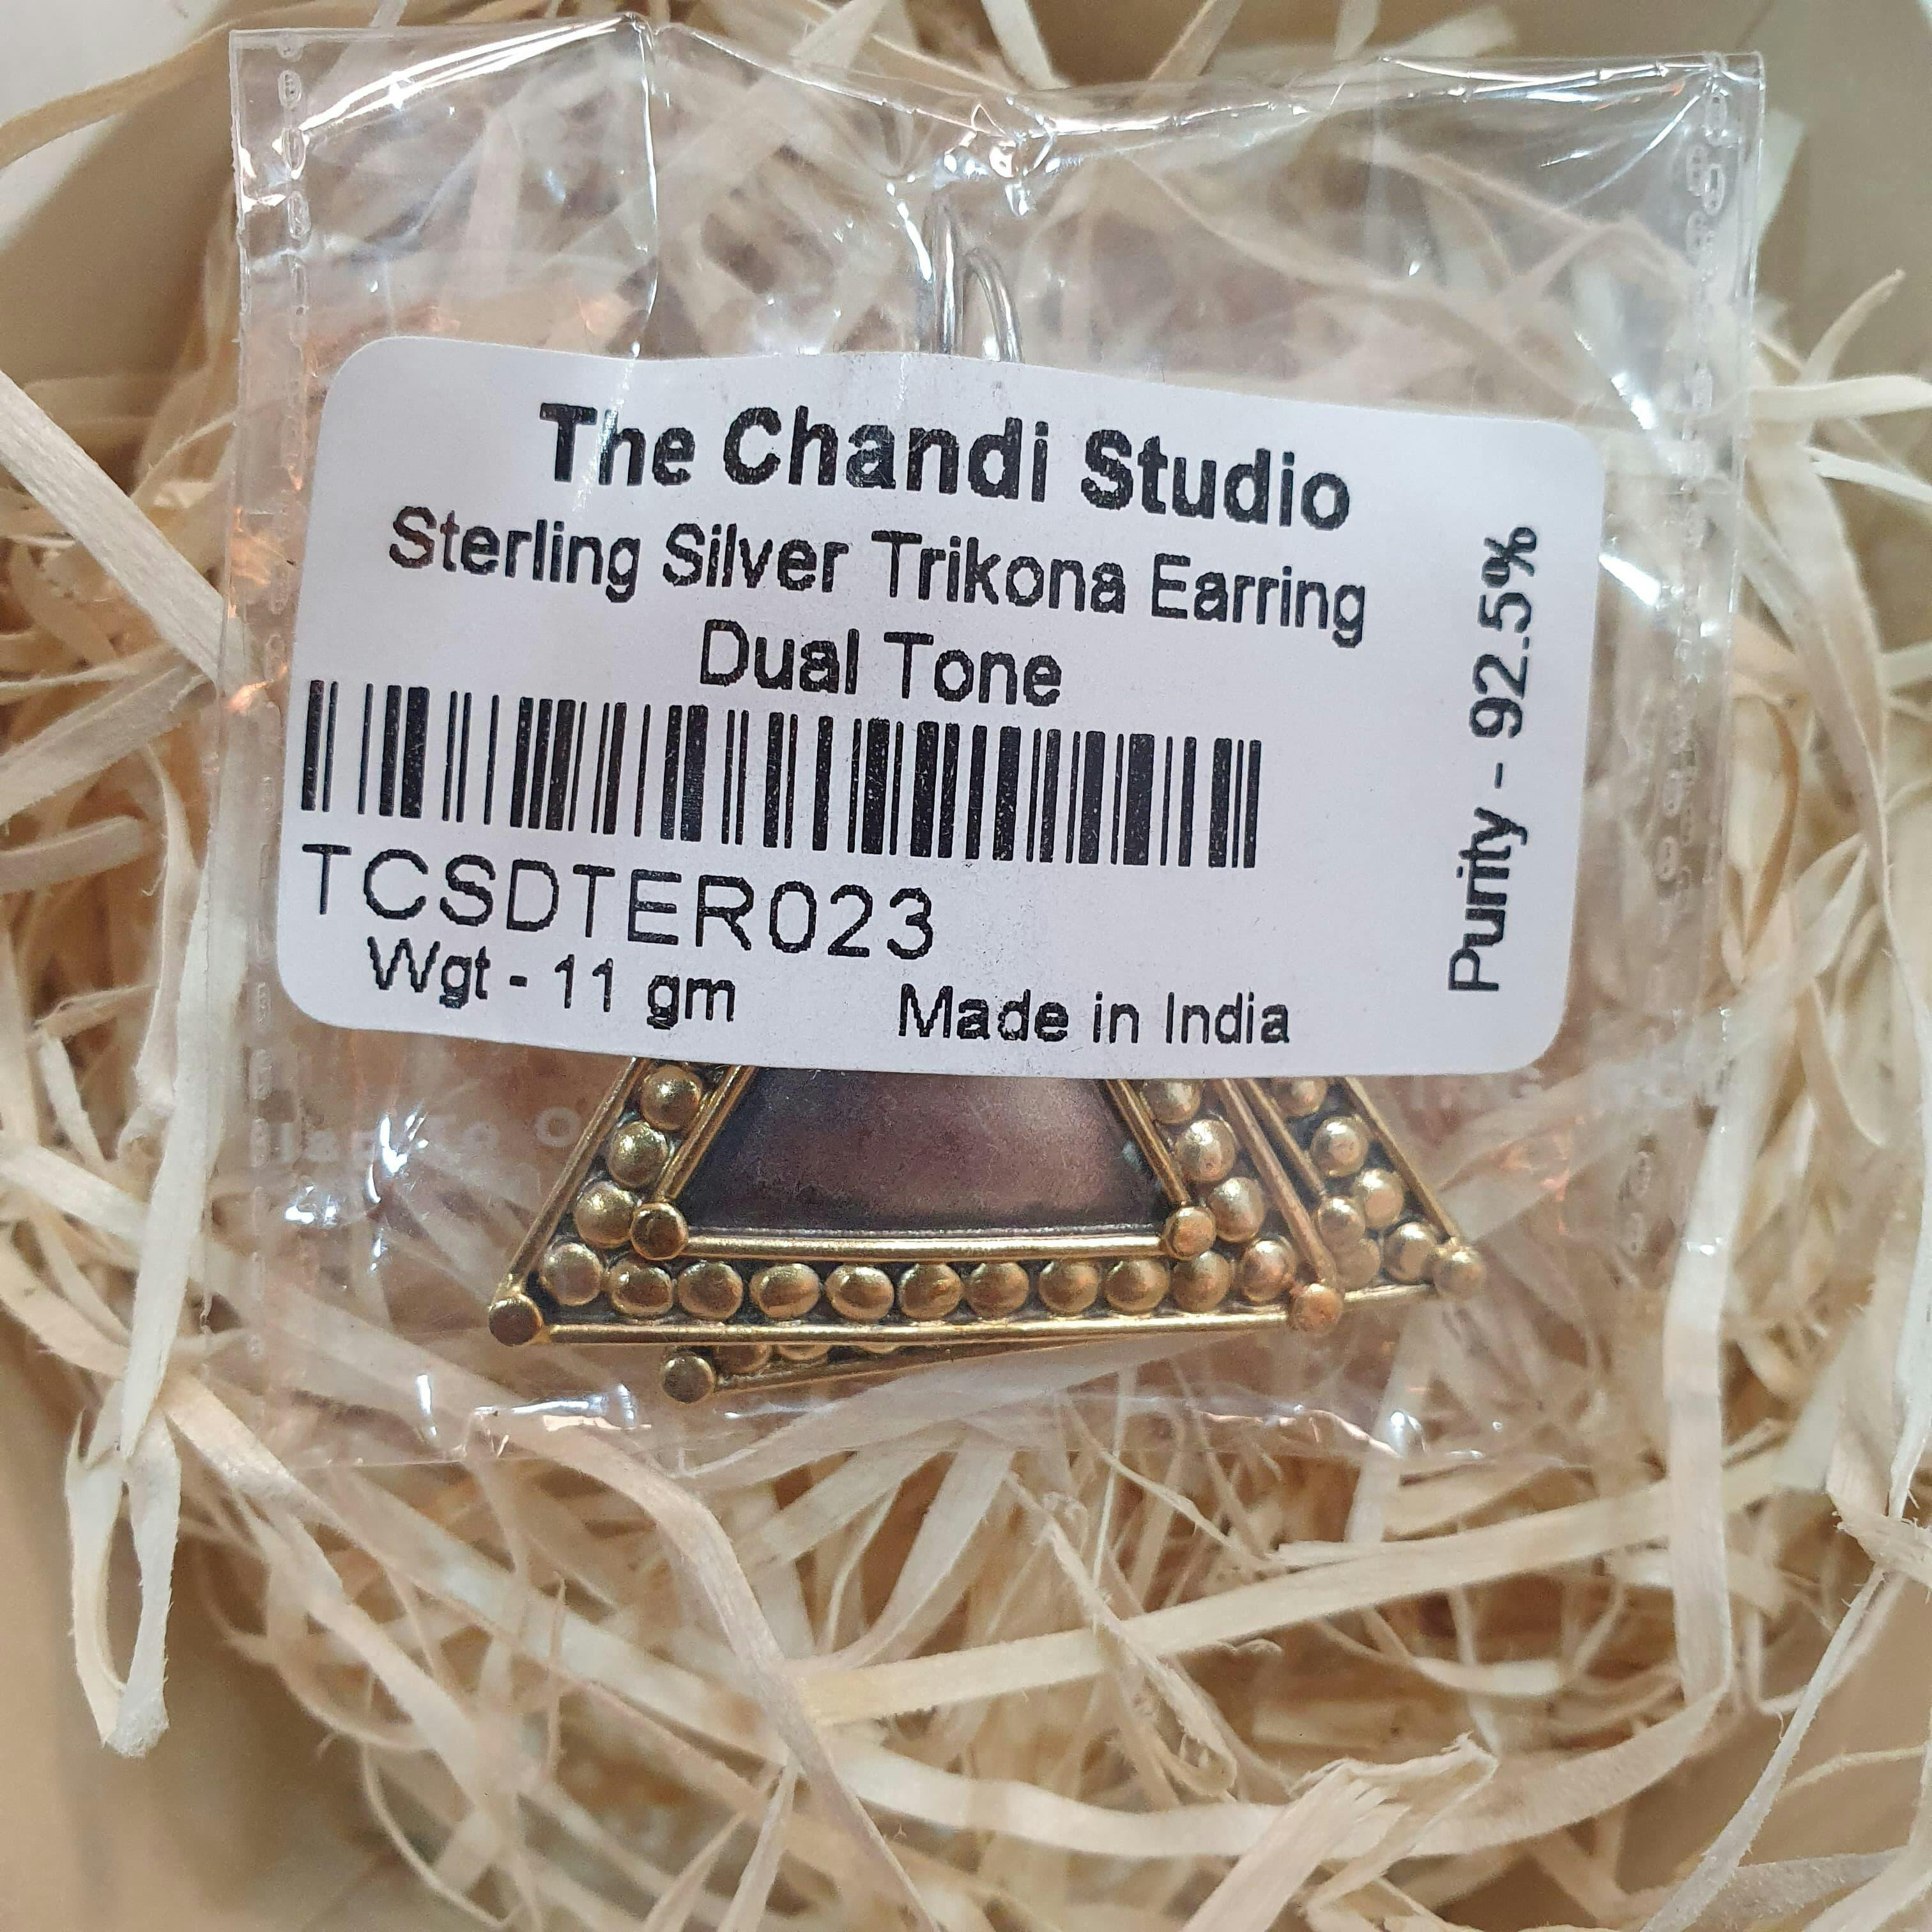 The Chandi Studio
Sterling Silver Trikona Earring
Dual Tone
TCSDTER023
Wgt - 11 gm
Made in India
Purity - 92.5%